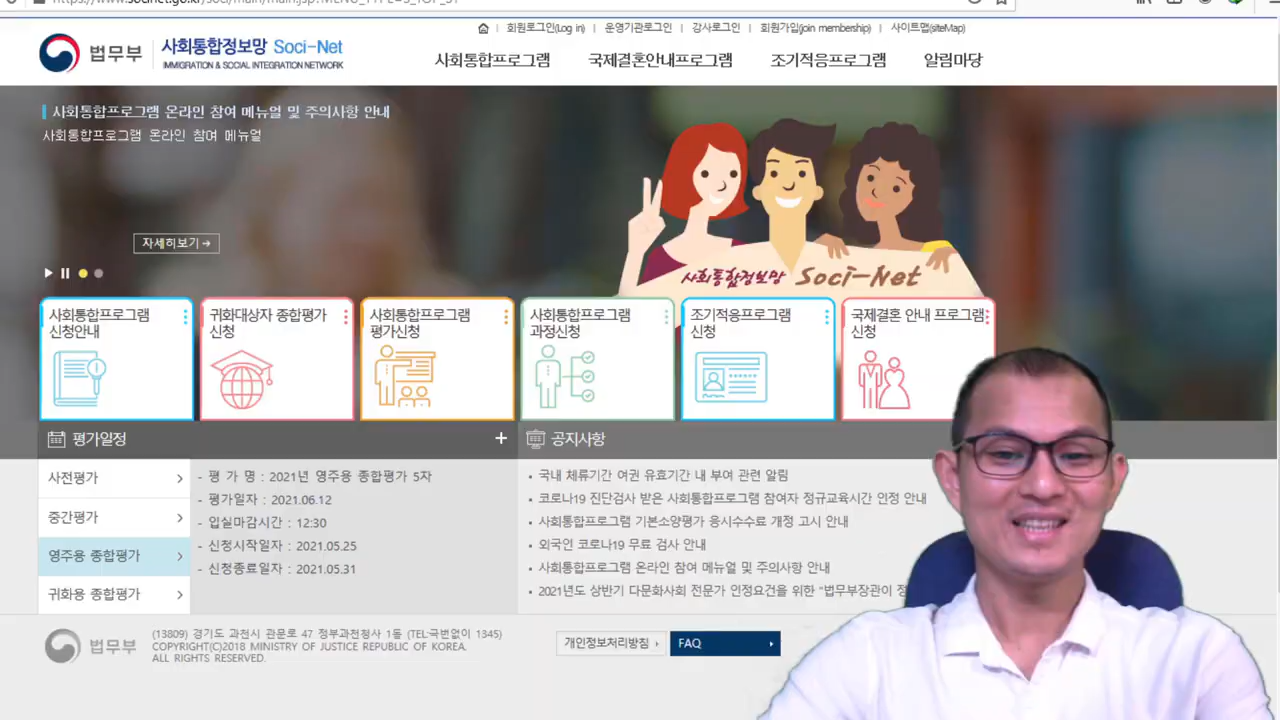 회원로그인(Log in) | 운영기관로그인 | 강사로그인 | 회원가입(join membership) | 사이트맵(siteMap)
법무부
사회통합정보망 Soci-Net
IMMIGRATION & SOCIAL INTEGRATION NETWORK
사회통합프로그램 국제결혼안내프로그램 조기적응프로그램 알림마당
사회통합프로그램 온라인 참여 메뉴얼 및 주의사항 안내
사회통합프로그램 온라인 참여 메뉴얼
자세히보기→
사회통합정보망 Soci-Net
사회통합프로그램
신청안내
귀화대상자 종합평가
신청
사회통합프로그램
평가신청
사회통합프로그램
과정신청
조기적응프로그램
신청
국제결혼 안내 프로그램
신청
평가일정 +
사전평가
중간평가
영주용 종합평가
귀화용 종합평가
- 평 가 명 : 2021년 영주용 종합평가 5차
- 평가일자 : 2021.06.12
- 입실마감시간 : 12:30
- 신청시작일자 : 2021.05.25
- 신청종료일자 : 2021.05.31
공지사항
• 국내 체류기간 여권 유효기간 내 부여 관련 알림
• 코로나19 진단검사 받은 사회통합프로그램 참여자 정규교육시간 인정 안내
• 사회통합프로그램 기본소양평가 응시수수료 개정 고시 안내
• 외국인 코로나19 무료 검사 안내
• 사회통합프로그램 온라인 참여 메뉴얼 및 주의사항 안내
• 2021년도 상반기 다문화사회 전문가 인정요건을 위한 "법무부장관이 정
법무부
(13809) 경기도 과천시 관문로 47 정부과천청사 1동 (TEL:국번없이 1345)
COPYRIGHT(C)2018 MINISTRY OF JUSTICE REPUBLIC OF KOREA.
ALL RIGHTS RESERVED.
개인정보처리방침
FAQ